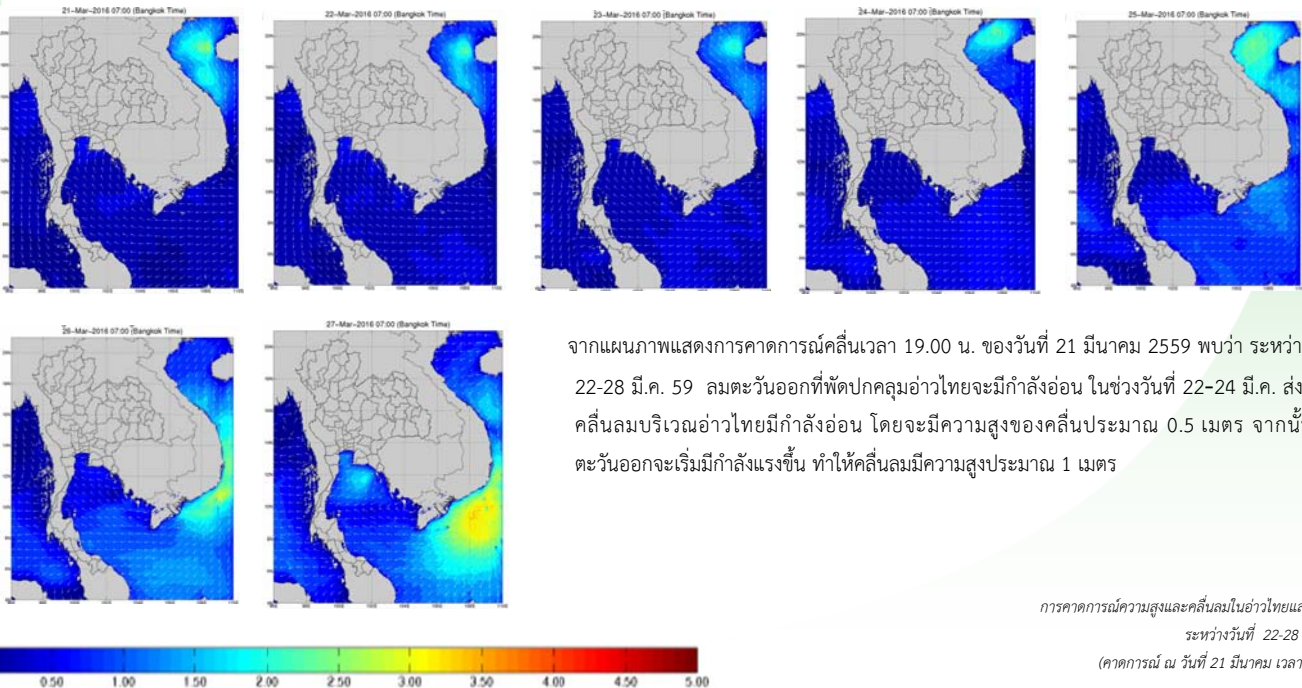 21-Mar-2016 07:00 (Bangkok Time)
22-Mar-2016 07:00 (Bangkok Time)
23-Mar-2016 07:00 (Bangkok Time)
24-Mar-2016 07:00 (Bangkok Time)
25-Mar-2016 07:00 (Bangkok Time)
26-Mar-2016 07:00 (Bangkok Time)
27-Mar-2016 07:00 (Bangkok Time)
จากแผนภาพแสดงการคาดการณ์คลื่นเวลา 19.00 น. ของวันที่ 21 มีนาคม 2559 พบว่า ระหว่า
22-28 มี.ค. 59 ลมตะวันออกที่พัดปกคลุมอ่าวไทยจะมีกำลังอ่อน ในช่วงวันที่ 22-24 มี.ค. ส่ง
คลื่นลมบริเวณอ่าวไทยมีกำลังอ่อน โดยจะมีความสูงของคลื่นประมาณ 0.5 เมตร จากนั้
ตะวันออกจะเริ่มมีกำลังแรงขึ้น ทำให้คลื่นลมมีความสูงประมาณ 1 เมตร
การคาดการณ์ความสูงและคลื่นลมในอ่าวไทยแล
ระหว่างวันที่ 22-28
(คาดการณ์ ณ วันที่ 21 มีนาคม เวลา
0.50 1.00 1.50 2.00 2.50 3.00 3.50 4.00 4.50 5.00